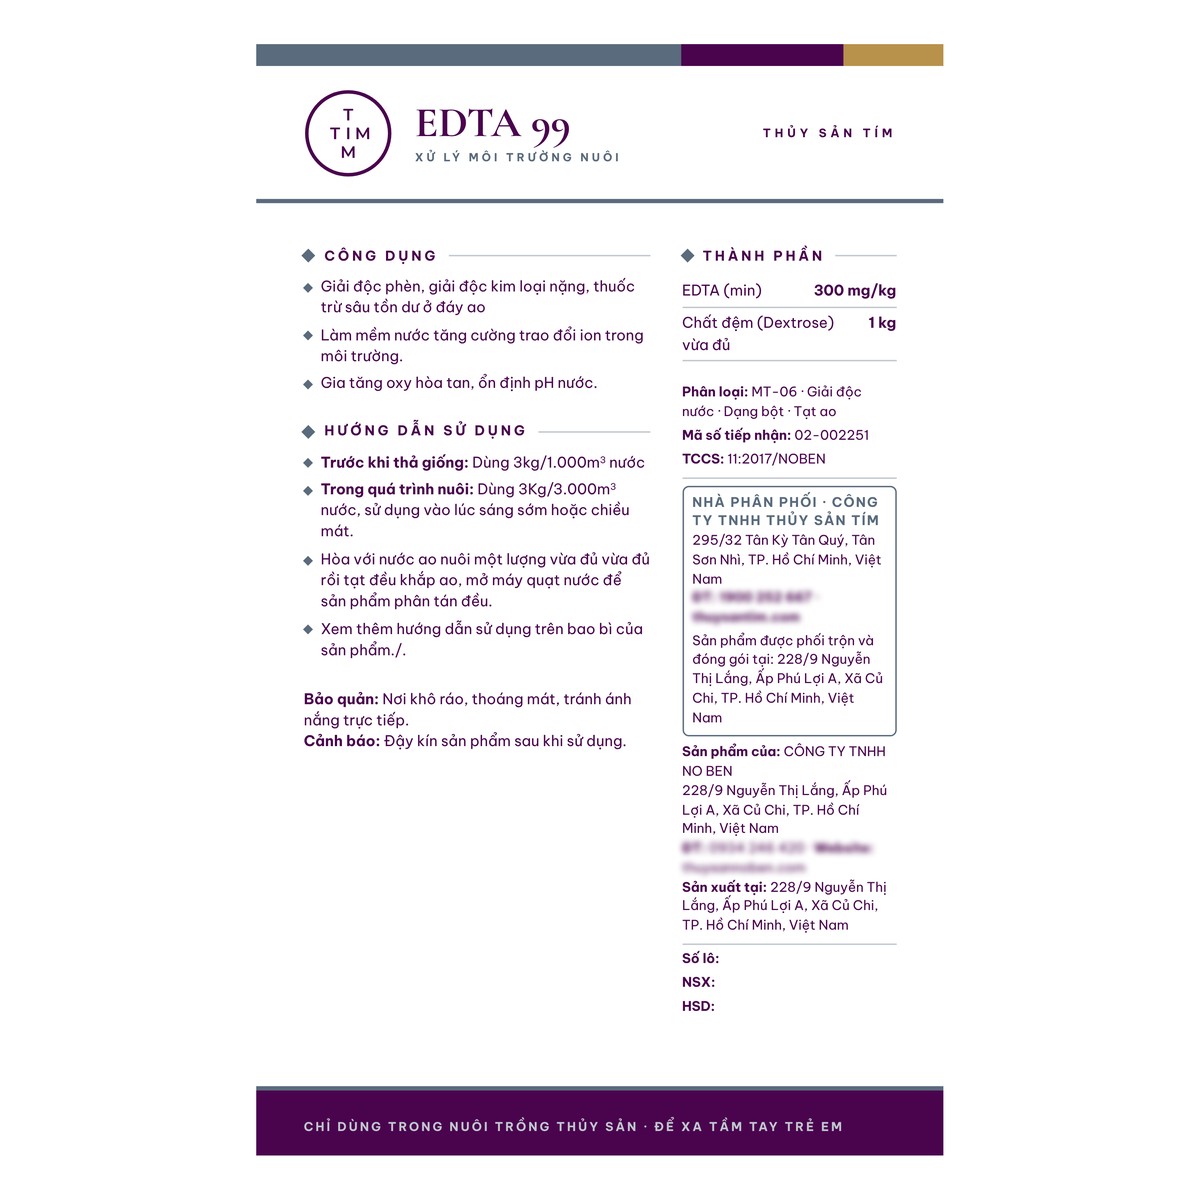 T
TIM
M
EDTA 99
XỬ LÝ MÔI TRƯỜNG NUÔI
THỦY SẢN TÍM
CÔNG DỤNG
Giải độc phèn, giải độc kim loại nặng, thuốc
trừ sâu tồn dư ở đáy ao
Làm mềm nước tăng cường trao đổi ion trong
môi trường.
Gia tăng oxy hòa tan, ổn định pH nước.
HƯỚNG DẪN SỬ DỤNG
Trước khi thả giống: Dùng 3kg/1.000m³ nước
Trong quá trình nuôi: Dùng 3Kg/3.000m³
nước, sử dụng vào lúc sáng sớm hoặc chiều
mát.
Hòa với nước ao nuôi một lượng vừa đủ vừa đủ
rồi tạt đều khắp ao, mở máy quạt nước để
sản phẩm phân tán đều.
Xem thêm hướng dẫn sử dụng trên bao bì của
sản phẩm./.
Bảo quản: Nơi khô ráo, thoáng mát, tránh ánh
nắng trực tiếp.
Cảnh báo: Đậy kín sản phẩm sau khi sử dụng.
THÀNH PHẦN
EDTA (min) 300 mg/kg
Chất đệm (Dextrose) 1 kg
vừa đủ
Phân loại: MT-06 · Giải độc
nước · Dạng bột · Tạt ao
Mã số tiếp nhận: 02-002251
TCCS: 11:2017/NOBEN
NHÀ PHÂN PHỐI · CÔNG
TY TNHH THỦY SẢN TÍM
295/32 Tân Kỳ Tân Quý, Tân
Sơn Nhì, TP. Hồ Chí Minh, Việt
Nam
Sản phẩm được phối trộn và
đóng gói tại: 228/9 Nguyễn
Thị Lắng, Ấp Phú Lợi A, Xã Củ
Chi, TP. Hồ Chí Minh, Việt
Nam
Sản phẩm của: CÔNG TY TNHH
NO BEN
228/9 Nguyễn Thị Lắng, Ấp Phú
Lợi A, Xã Củ Chi, TP. Hồ Chí
Minh, Việt Nam
Sản xuất tại: 228/9 Nguyễn Thị
Lắng, Ấp Phú Lợi A, Xã Củ Chi,
TP. Hồ Chí Minh, Việt Nam
Số lô:
NSX:
HSD:
CHỈ DÙNG TRONG NUÔI TRỒNG THỦY SẢN · ĐỂ XA TẦM TAY TRẺ EM